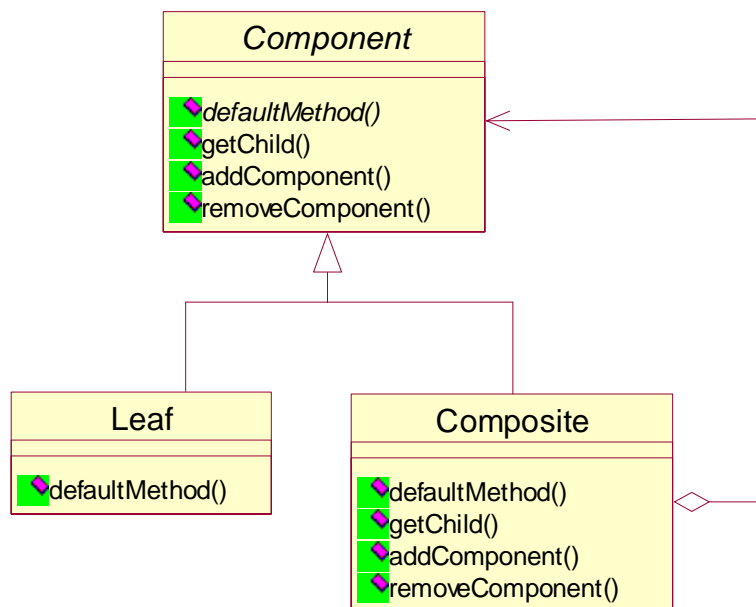 Component
defaultMethod()
getChild()
addComponent()
removeComponent()
Leaf
defaultMethod()
Composite
defaultMethod()
getChild()
addComponent()
removeComponent()